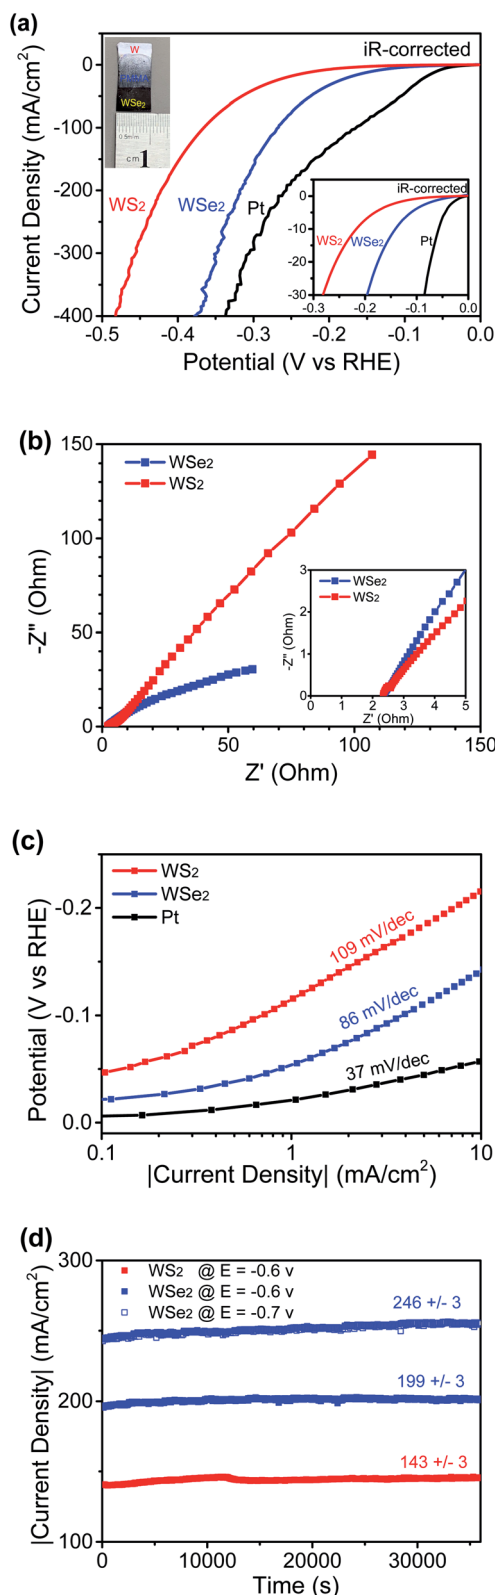 (a)
iR-corrected
W
PMMA
WSe2
0.5m/m
cm 1
WS2
WSe2
Pt
iR-corrected
WS2
WSe2
Pt
0
-10
-20
-30
-0.3 -0.2 -0.1 0.0
0
-100
-200
-300
-400
Current Density (mA/cm²)
-0.5 -0.4 -0.3 -0.2 -0.1 0.0
Potential (V vs RHE)
(b)
WSe2
WS2
150
100
50
0
-Z" (Ohm)
WSe2
WS2
3
2
1
0
-Z" (Ohm)
0 1 2 3 4 5
Z' (Ohm)
0 50 100 150
Z' (Ohm)
(c)
WS2
WSe2
Pt
109 mV/dec
86 mV/dec
37 mV/dec
-0.2
-0.1
0.0
Potential (V vs RHE)
0.1 1 10
|Current Density| (mA/cm²)
(d)
WS2 @ E = -0.6 v
WSe2 @ E = -0.6 v
WSe2 @ E = -0.7 v
246 +/- 3
199 +/- 3
143 +/- 3
300
200
100
|Current Density| (mA/cm²)
0 10000 20000 30000
Time (s)